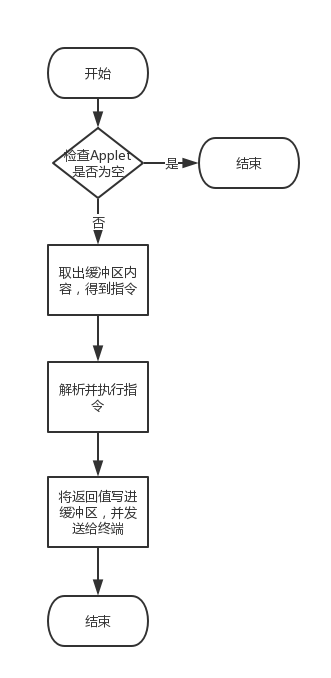 开始
检查Applet
是否为空
是
结束
否
取出缓冲区内
容，得到指令
解析并执行指
令
将返回值写进
缓冲区，并发
送给终端
结束